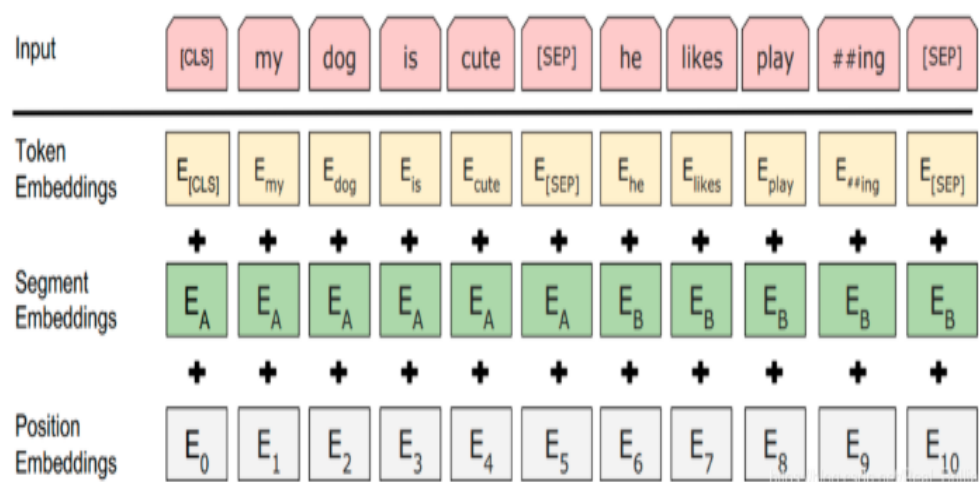 Input [CLS] my dog is cute [SEP] he likes play ##ing [SEP]
Token Embeddings E[CLS] Emy Edog Eis Ecute E[SEP] Ehe Elikes Eplay E##ing E[SEP]
+ + + + + + + + + + +
Segment Embeddings EA EA EA EA EA EA EB EB EB EB EB
+ + + + + + + + + + +
Position Embeddings E0 E1 E2 E3 E4 E5 E6 E7 E8 E9 E10